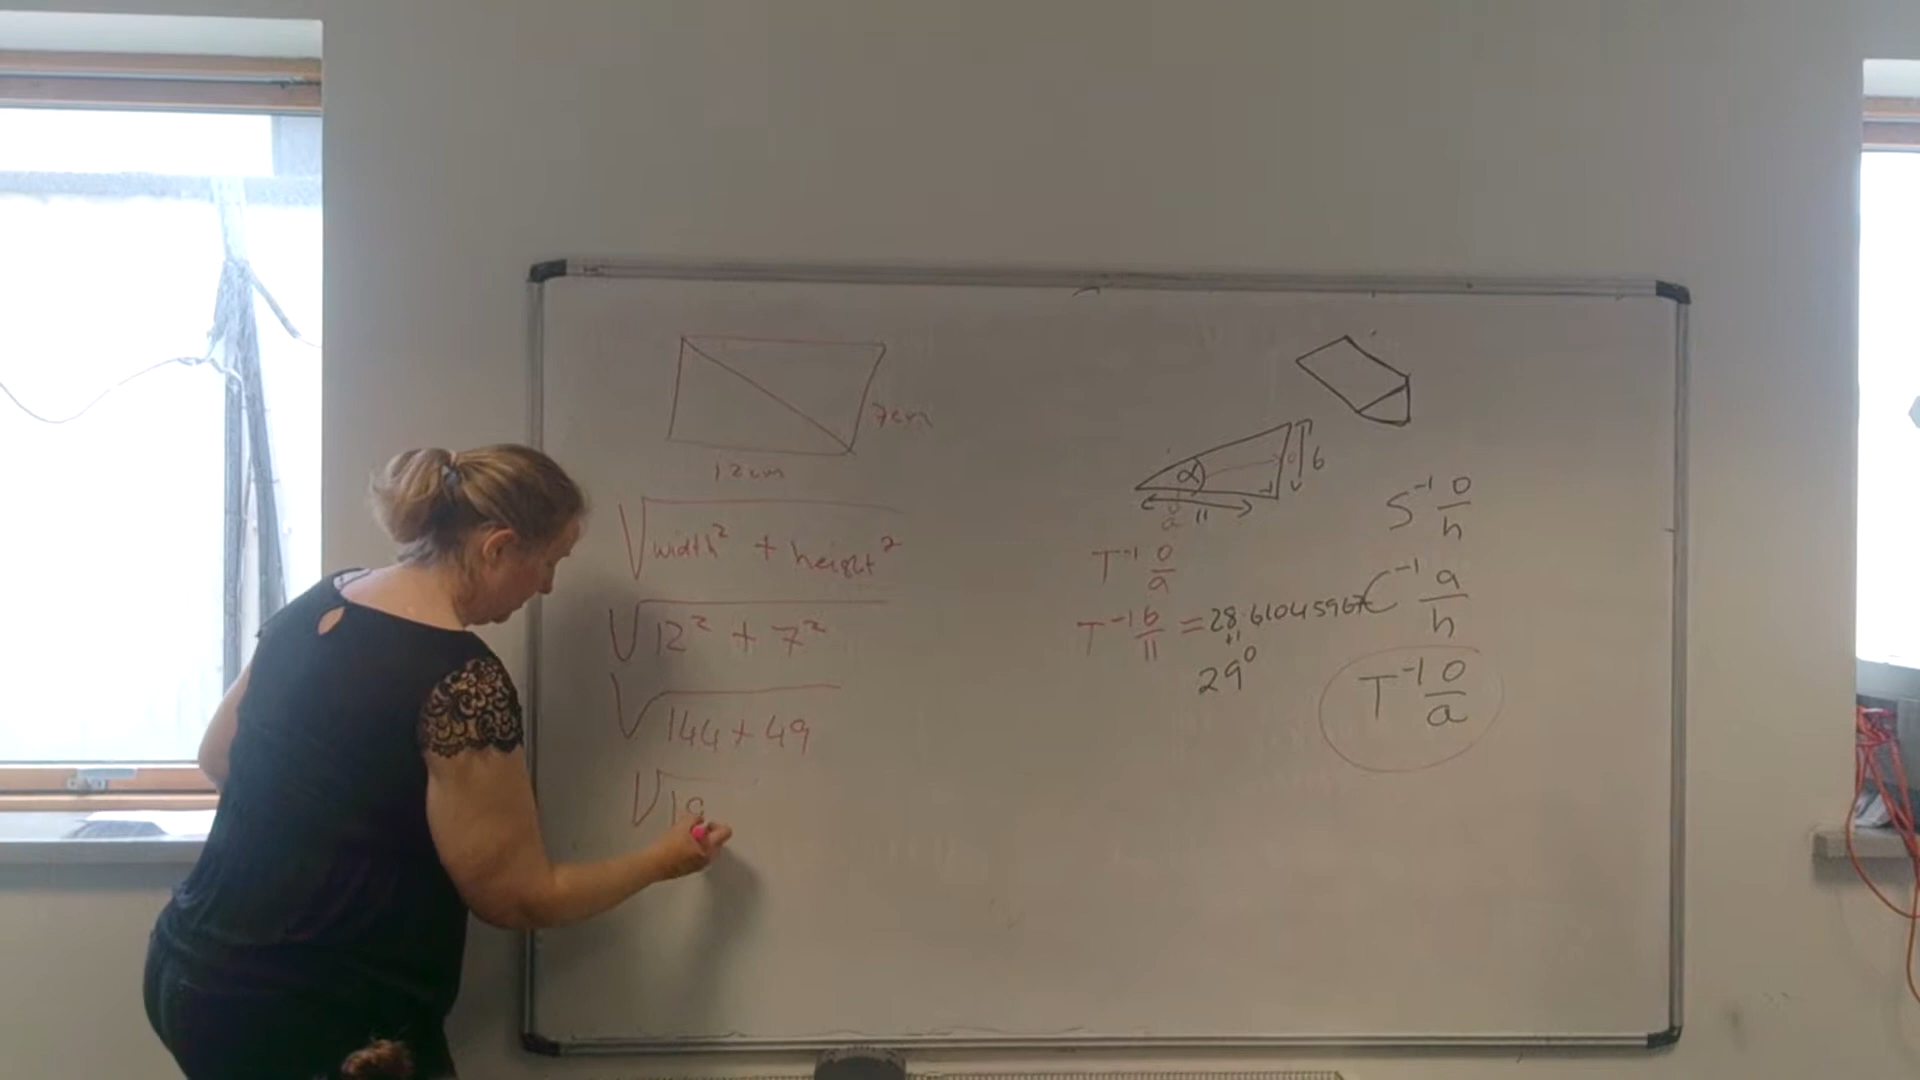 7cm
12cm
√width² + height²
√12² + 7²
√144 + 49
√19
α
6
a 11
T⁻¹ o/a
T⁻¹ 6/11 = 28.61045967
29°
S⁻¹ o/h
C⁻¹ a/h
T⁻¹ o/a